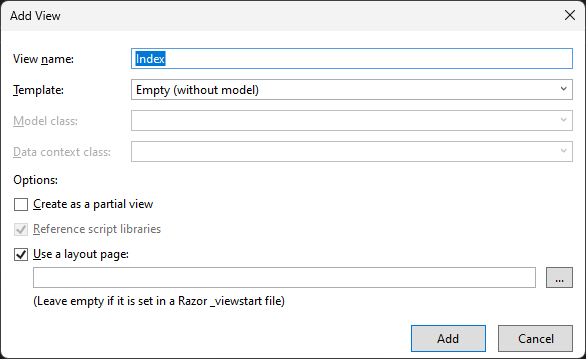 Add View
View name: Index
Template: Empty (without model)
Model class:
Data context class:
Options:
Create as a partial view
Reference script libraries
Use a layout page:
...
(Leave empty if it is set in a Razor _viewstart file)
Add Cancel